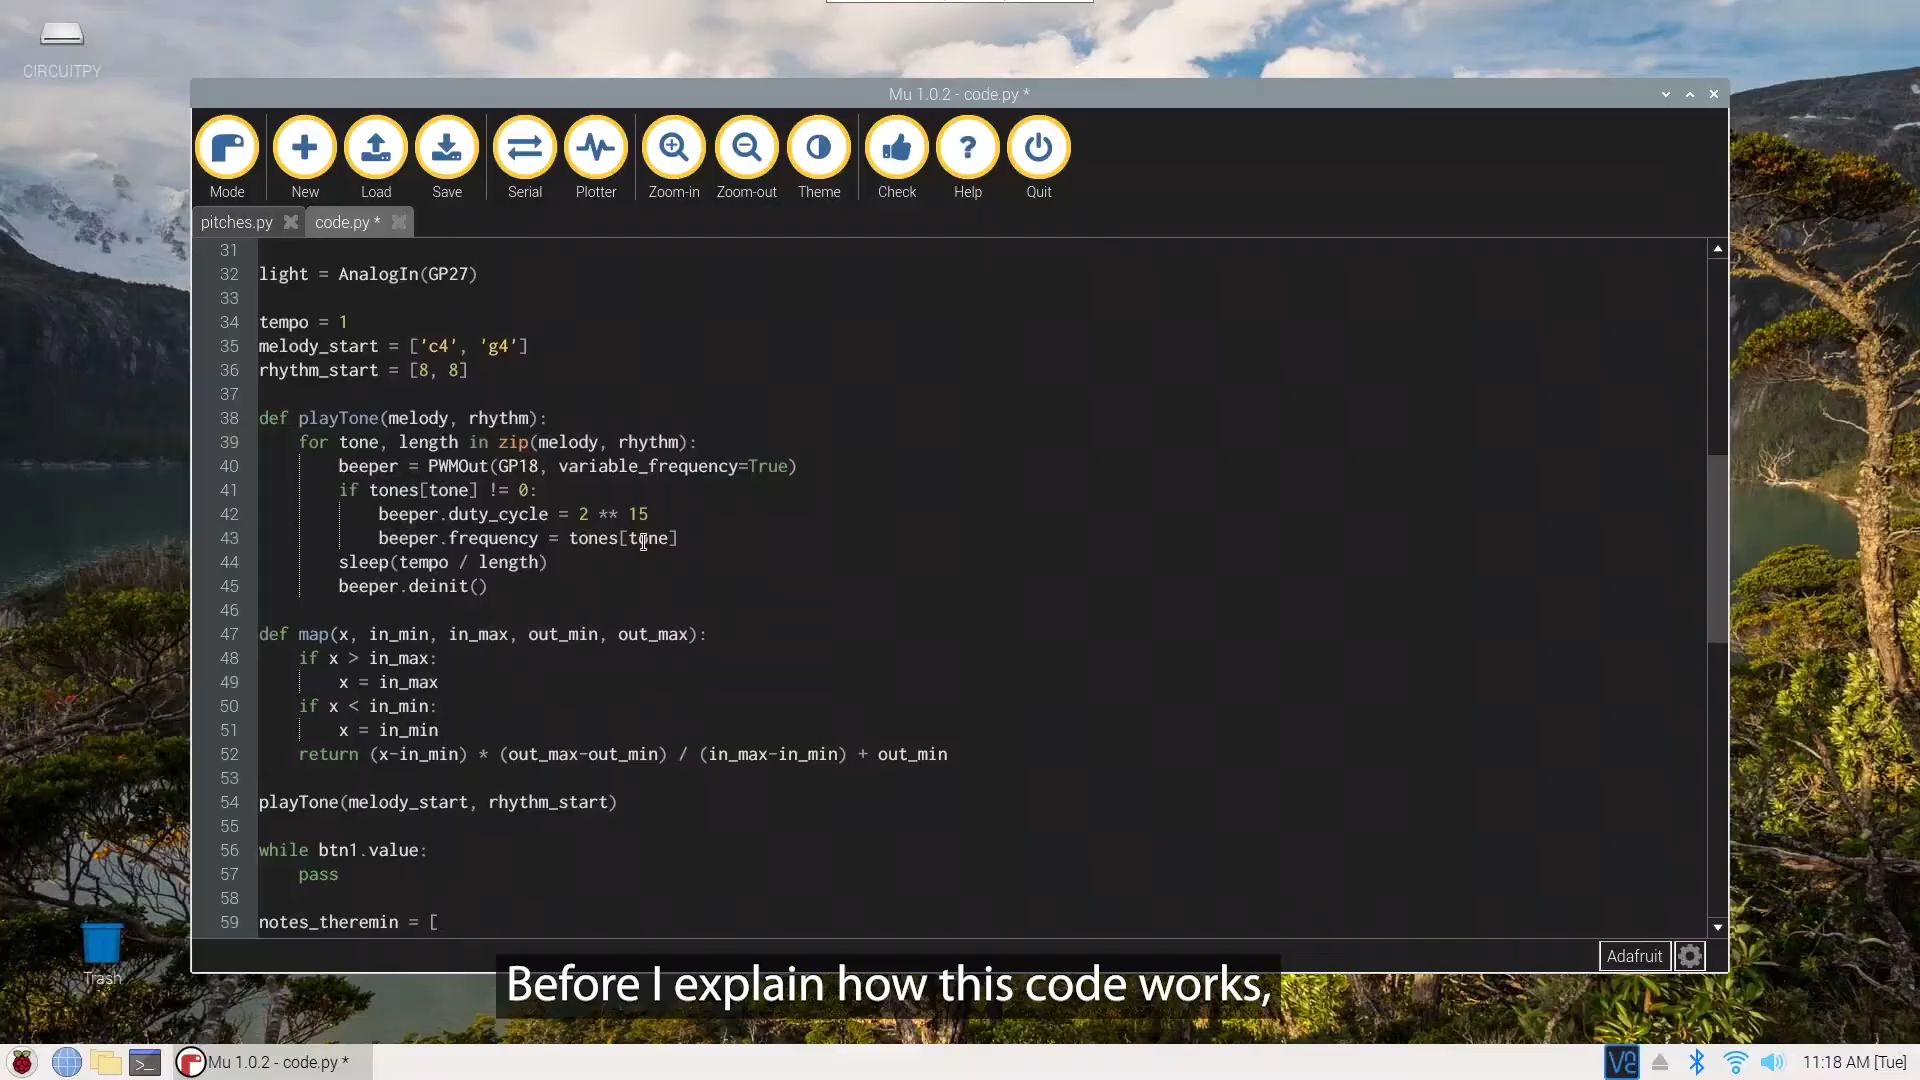 CIRCUITPY
Mu 1.0.2 - code.py *
Mode New Load Save Serial Plotter Zoom-in Zoom-out Theme Check Help Quit
pitches.py code.py *
31
32 light = AnalogIn(GP27)
33
34 tempo = 1
35 melody_start = ['c4', 'g4']
36 rhythm_start = [8, 8]
37
38 def playTone(melody, rhythm):
39 for tone, length in zip(melody, rhythm):
40 beeper = PWMOut(GP18, variable_frequency=True)
41 if tones[tone] != 0:
42 beeper.duty_cycle = 2 ** 15
43 beeper.frequency = tones[tone]
44 sleep(tempo / length)
45 beeper.deinit()
46
47 def map(x, in_min, in_max, out_min, out_max):
48 if x > in_max:
49 x = in_max
50 if x < in_min:
51 x = in_min
52 return (x-in_min) * (out_max-out_min) / (in_max-in_min) + out_min
53
54 playTone(melody_start, rhythm_start)
55
56 while btn1.value:
57 pass
58
59 notes_theremin = [
Adafruit
Trash
Before I explain how this code works,
Mu 1.0.2 - code.py *
11:18 AM [Tue]